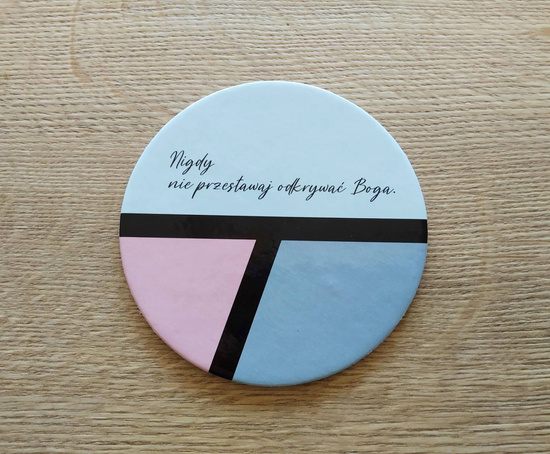 Nigdy
nie przestawaj odkrywać Boga.